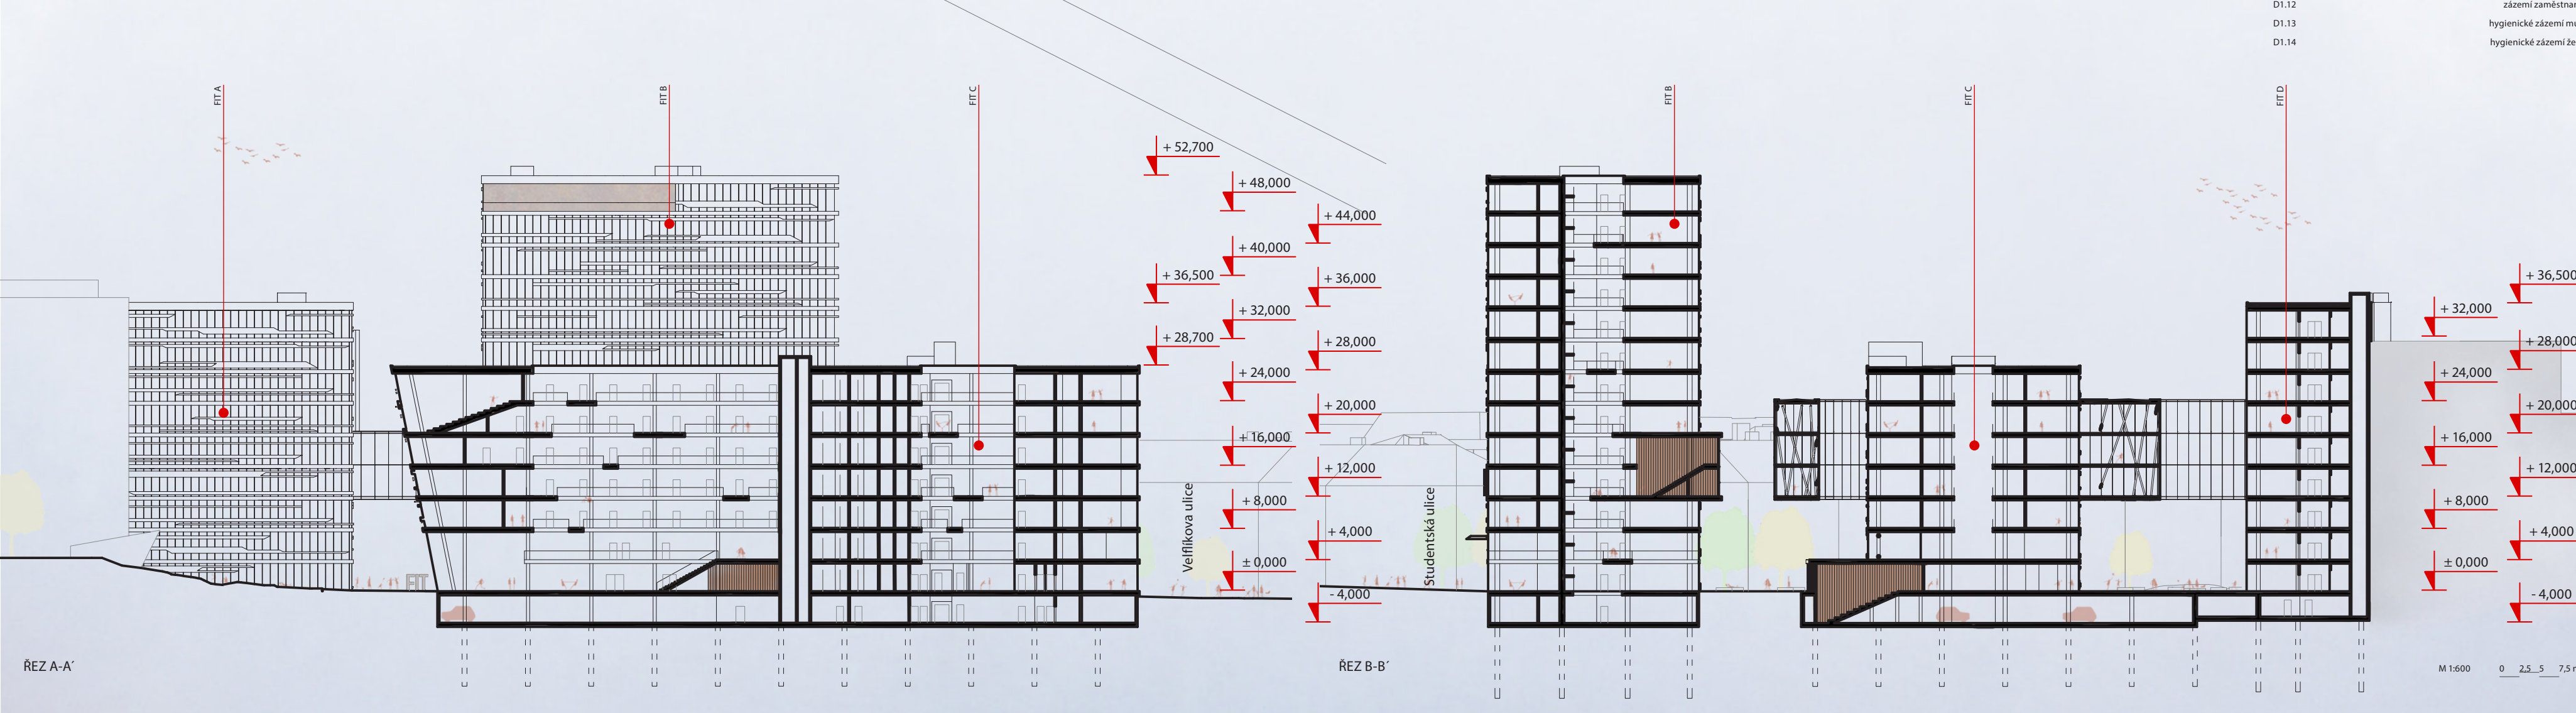 D1.12
D1.13
hygienické zázemí
D1.14
hygienické zázemí
FIT A
FIT B
FIT C
FIT B
FIT C
FIT D
+ 52,700
+ 48,000
+ 44,000
+ 40,000
+ 36,500
+ 36,000
+ 32,000
+ 28,700
+ 28,000
+ 24,000
+ 20,000
+ 16,000
+ 12,000
+ 8,000
+ 4,000
± 0,000
- 4,000
Velflíkova ulice
Studentská ulice
FIT
+ 36,500
+ 32,000
+ 28,000
+ 24,000
+ 20,000
+ 16,000
+ 12,000
+ 8,000
+ 4,000
± 0,000
- 4,000
ŘEZ A-A´
ŘEZ B-B´
M 1:600 0 2,5 5 7,5